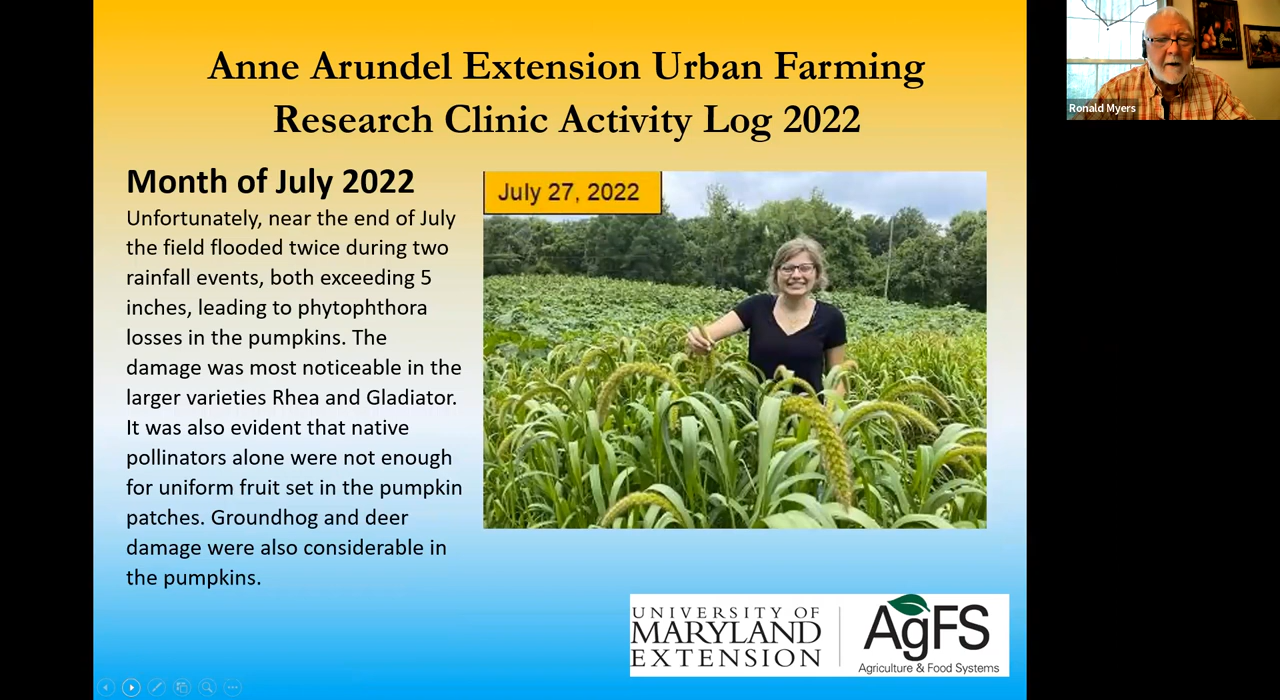 Anne Arundel Extension Urban Farming
Research Clinic Activity Log 2022
Month of July 2022
Unfortunately, near the end of July
the field flooded twice during two
rainfall events, both exceeding 5
inches, leading to phytophthora
losses in the pumpkins. The
damage was most noticeable in the
larger varieties Rhea and Gladiator.
It was also evident that native
pollinators alone were not enough
for uniform fruit set in the pumpkin
patches. Groundhog and deer
damage were also considerable in
the pumpkins.
July 27, 2022
UNIVERSITY OF
MARYLAND
EXTENSION
AgFS
Agriculture & Food Systems
Ronald Myers